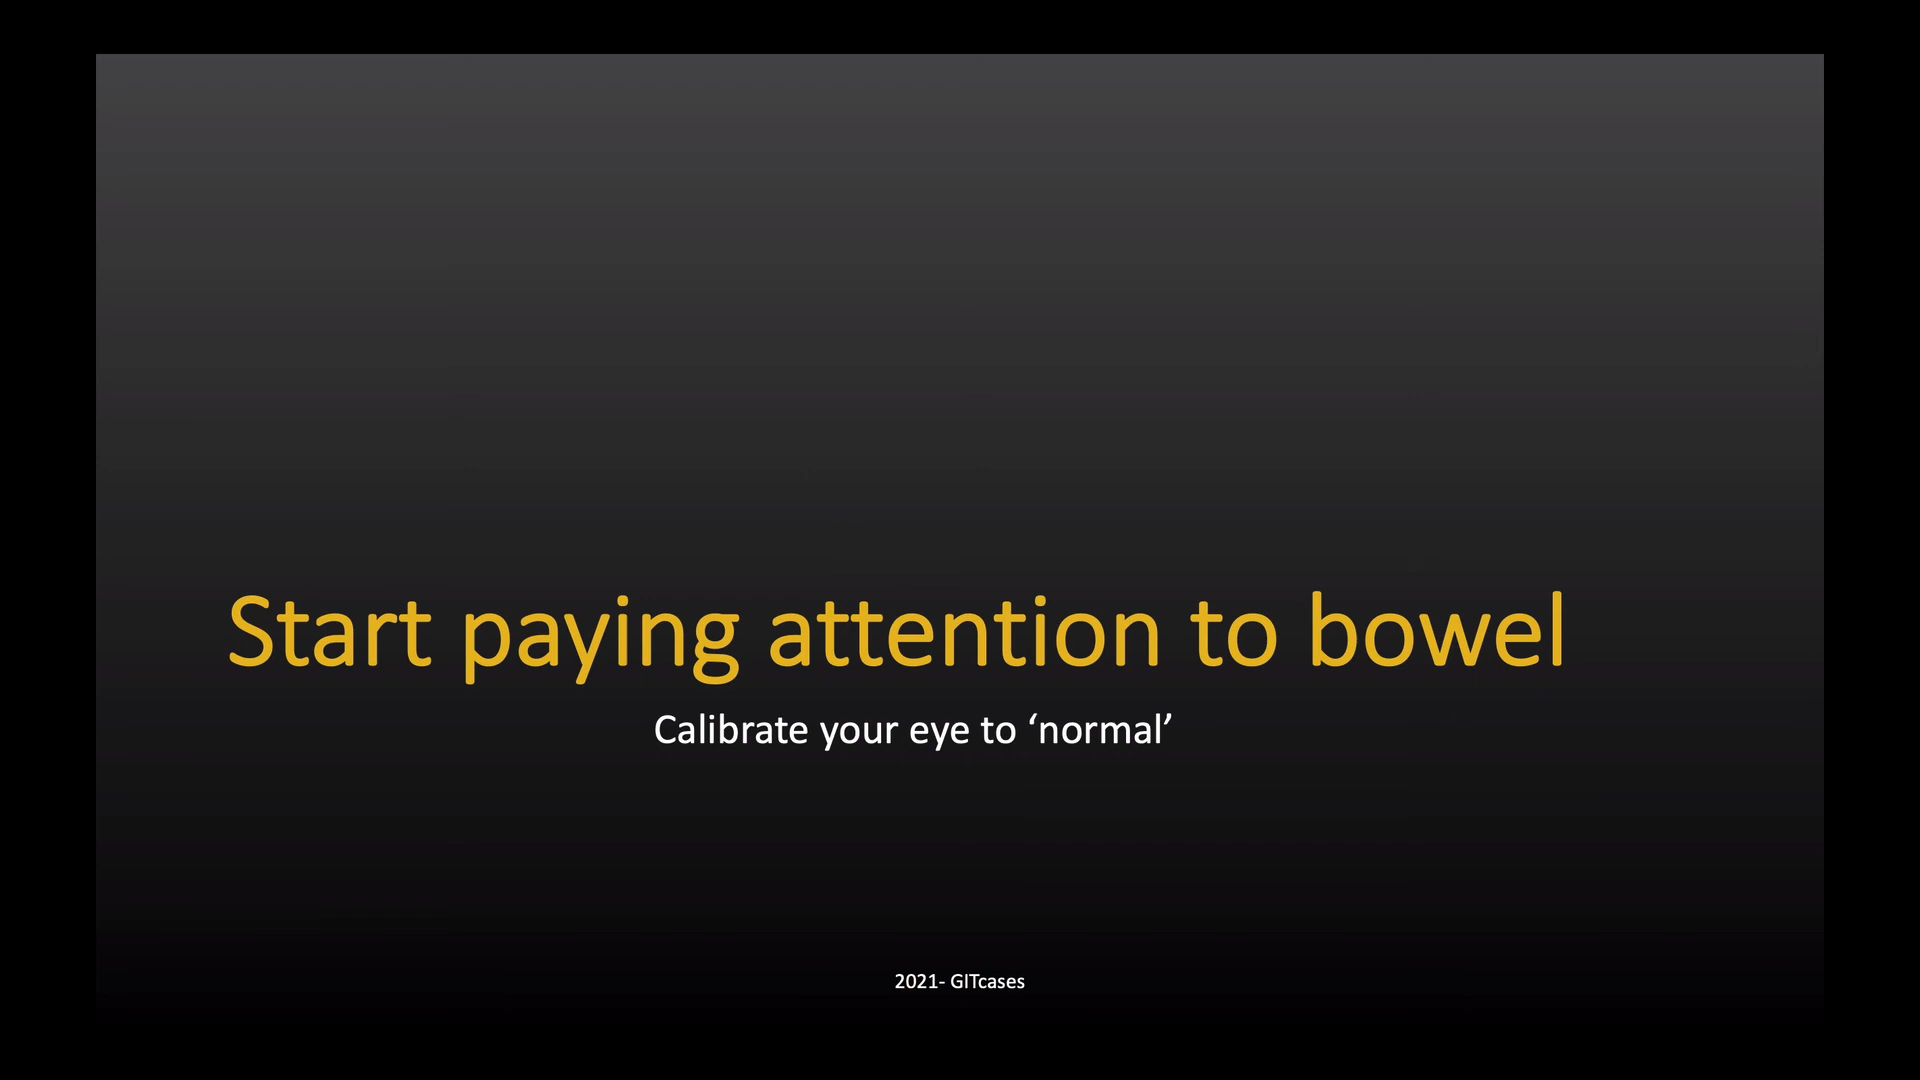 Start paying attention to bowel
Calibrate your eye to ‘normal’
2021- GITcases